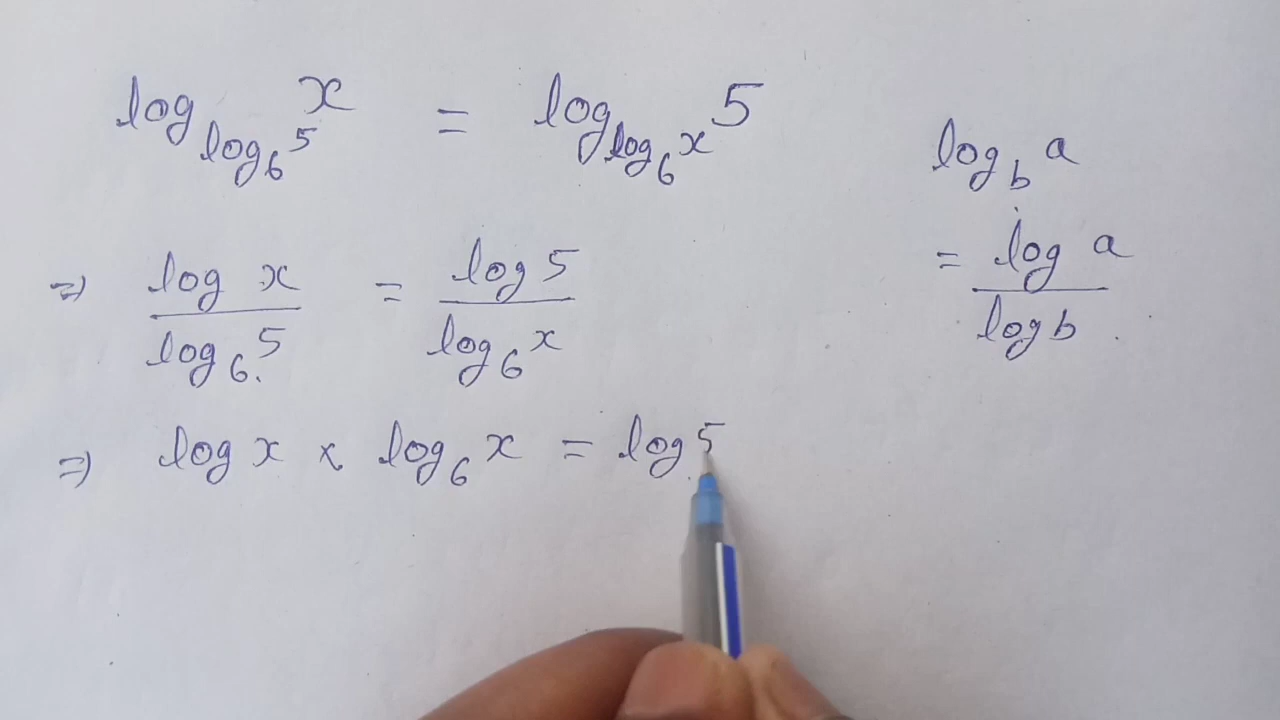 log_{log_6 5} x = log_{log_6 x} 5
log_b a
= log a / log b
⇒ log x / log_6 5 = log 5 / log_6 x
⇒ log x × log_6 x = log 5